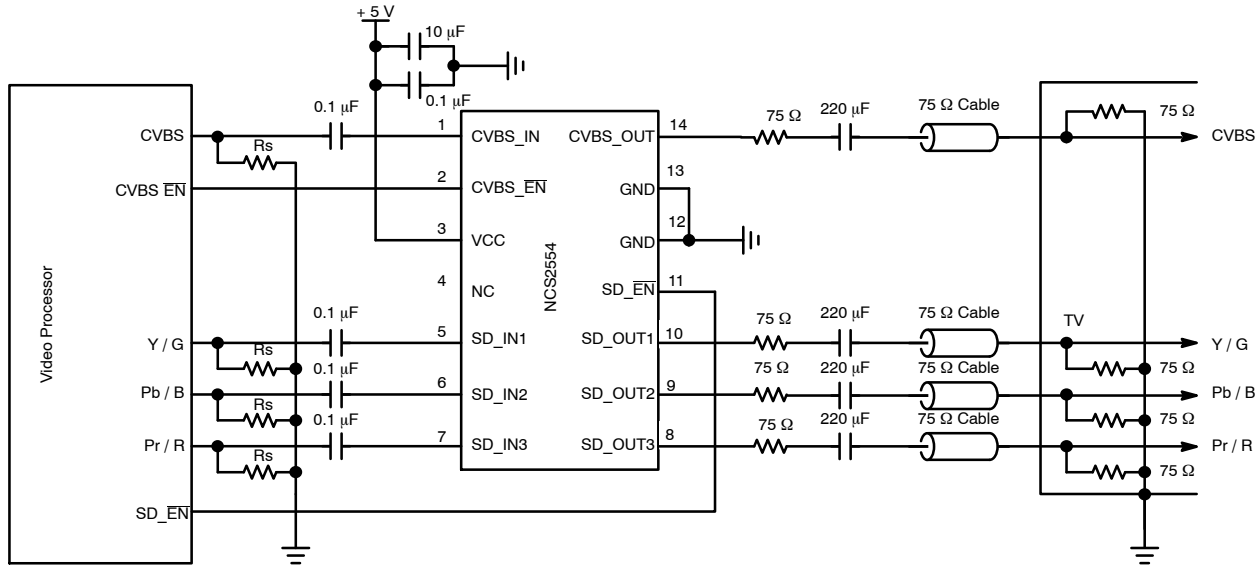 + 5 V
10 μF
0.1 μF
0.1 μF
CVBS
Rs
CVBS EN
Video Processor
Y / G
Rs
0.1 μF
Pb / B
Rs
0.1 μF
Pr / R
Rs
0.1 μF
SD_EN
1
CVBS_IN
2
CVBS_EN
3
VCC
4
NC
5
SD_IN1
6
SD_IN2
7
SD_IN3
NCS2554
CVBS_OUT
14
GND
13
GND
12
SD_EN
11
SD_OUT1
10
SD_OUT2
9
SD_OUT3
8
75 Ω
220 μF
75 Ω Cable
75 Ω
CVBS
75 Ω
220 μF
75 Ω Cable
TV
Y / G
75 Ω
220 μF
75 Ω Cable
75 Ω
Pb / B
75 Ω
220 μF
75 Ω Cable
75 Ω
Pr / R
75 Ω